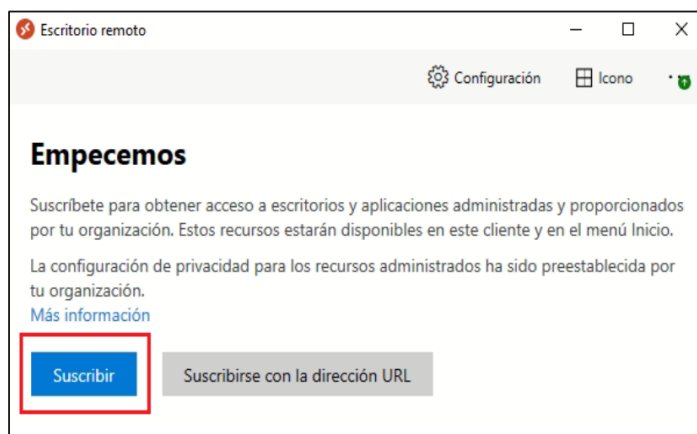 Escritorio remoto
Configuración
Icono
Empecemos
Suscríbete para obtener acceso a escritorios y aplicaciones administradas y proporcionados
por tu organización. Estos recursos estarán disponibles en este cliente y en el menú Inicio.
La configuración de privacidad para los recursos administrados ha sido preestablecida por
tu organización.
Más información
Suscribir
Suscribirse con la dirección URL